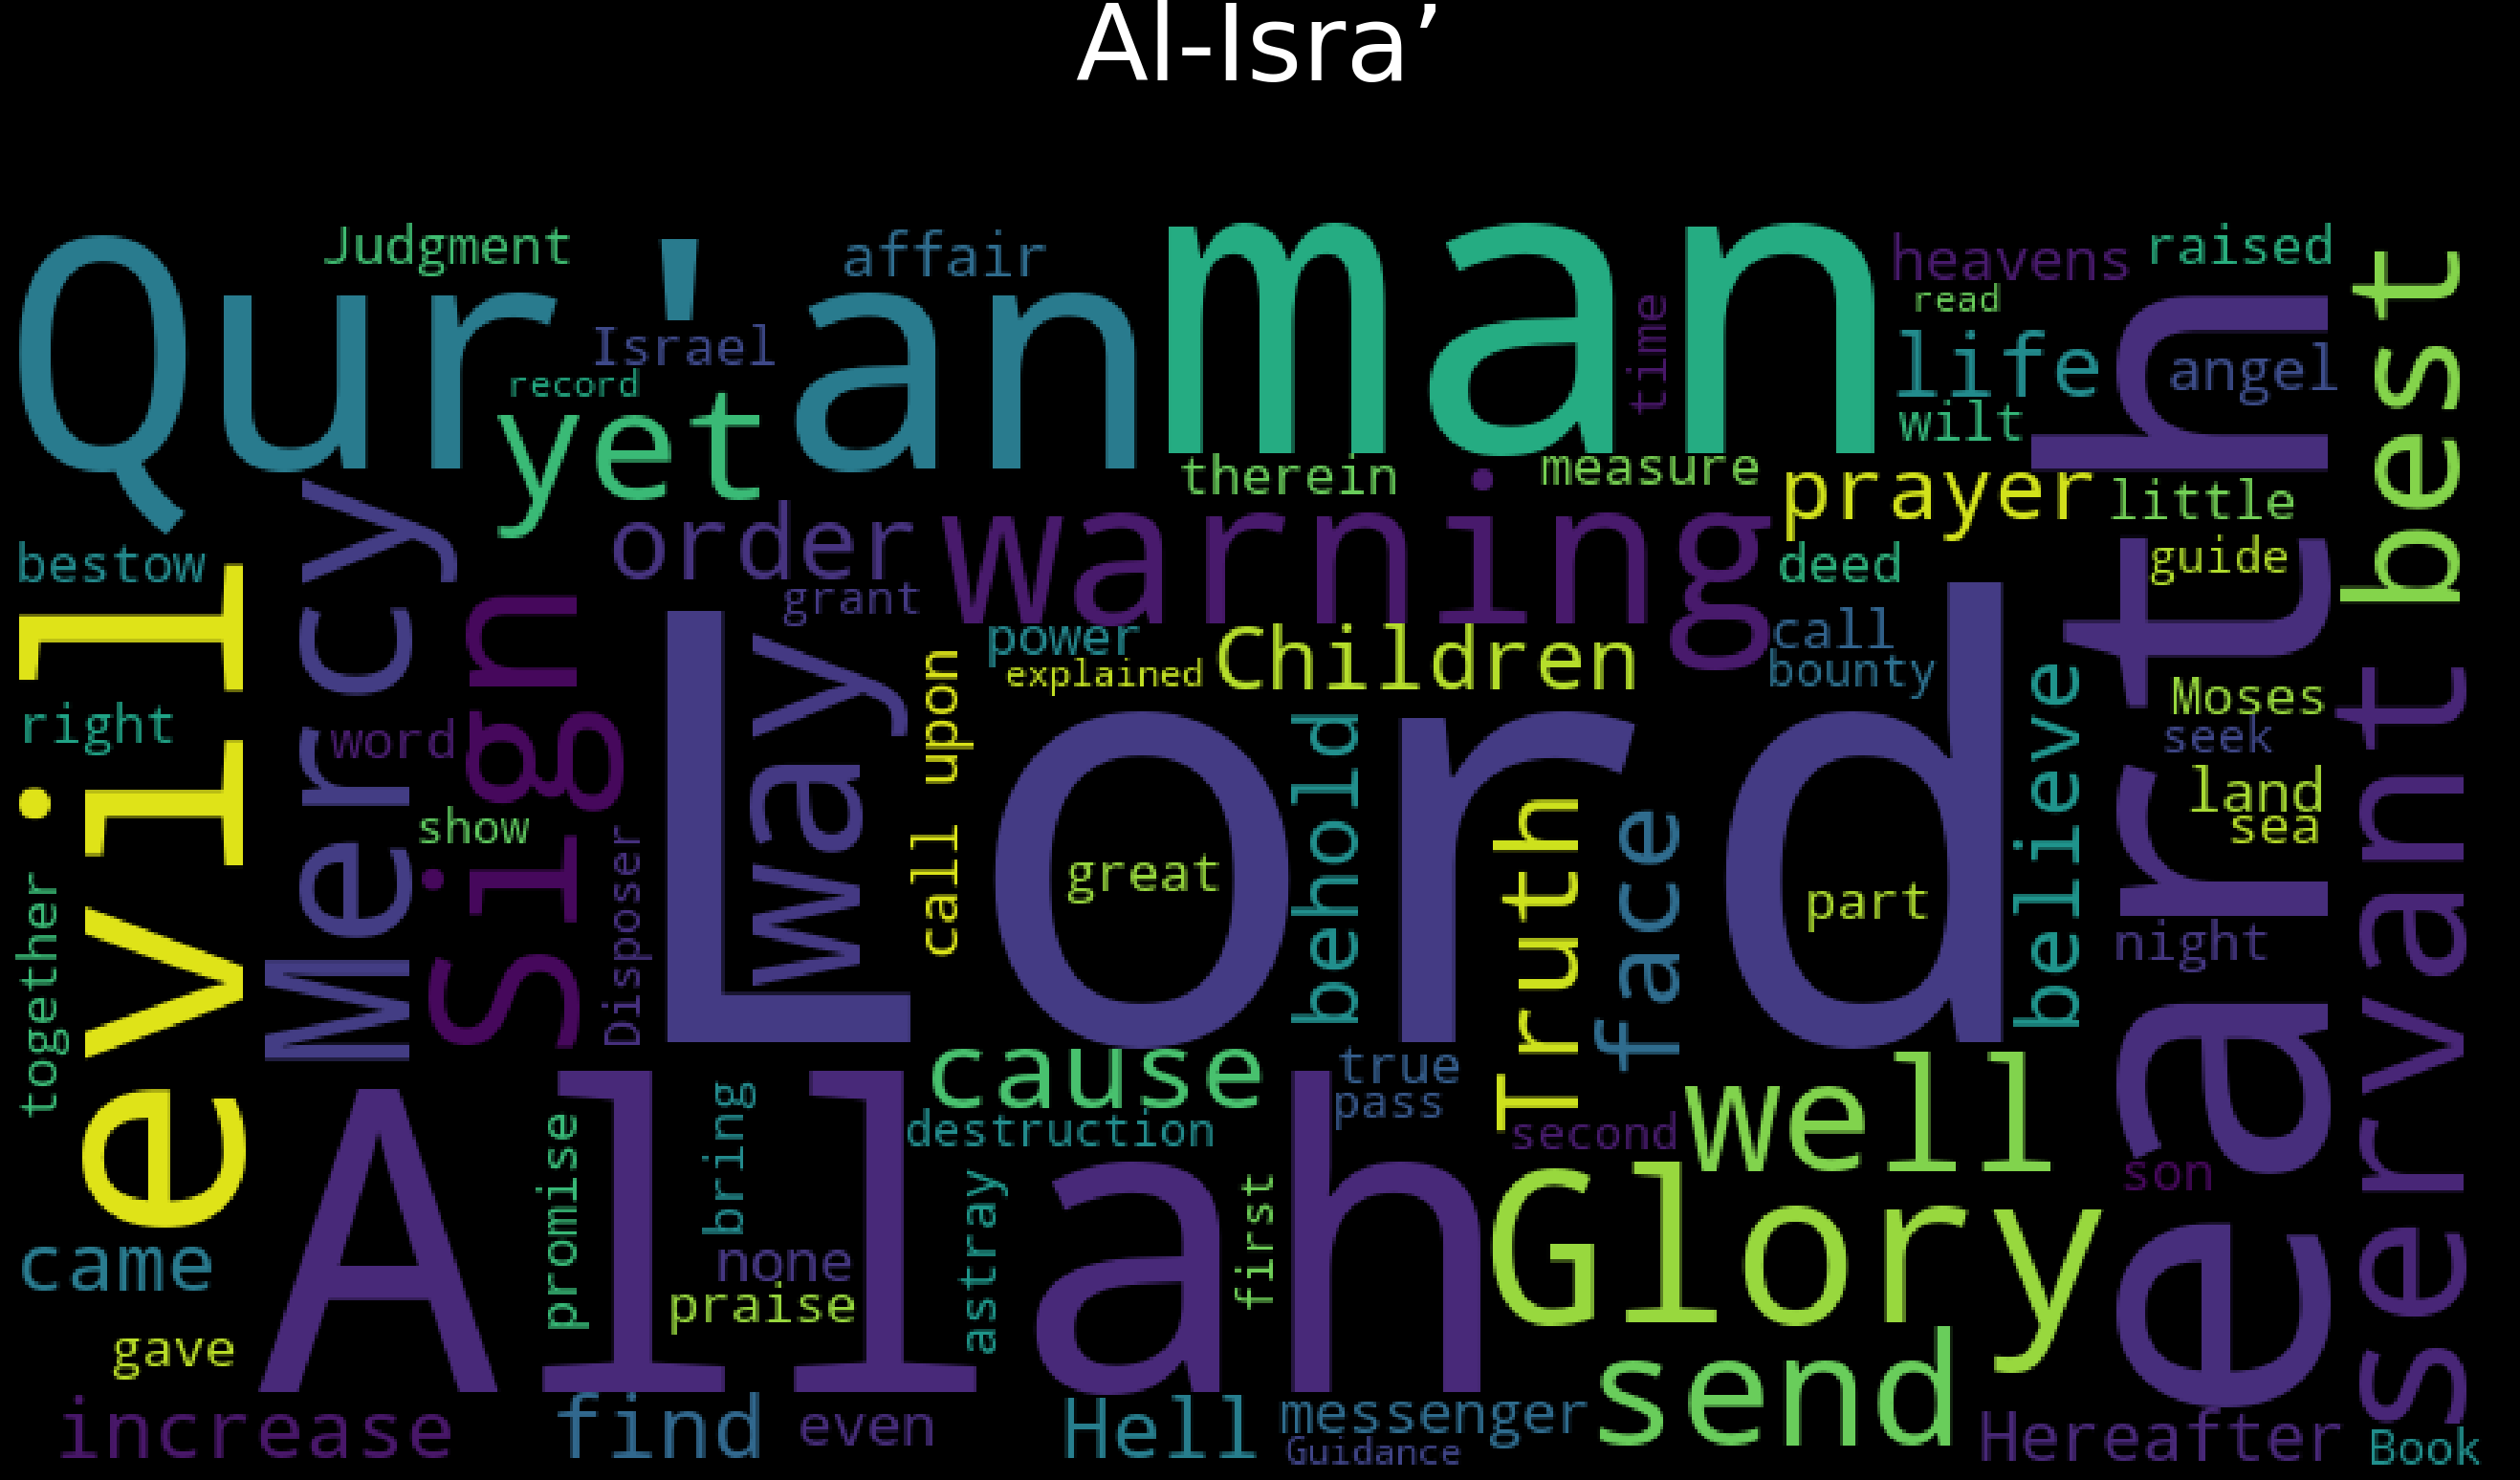 Al-Isra’
Qur'an
man
Judgment
affair
heavens
raised
best
Israel
time
read
life
angel
earth
record
yet
wilt
therein
measure
prayer
little
Mercy
order
warning
bestow
deed
guide
evil
Sign
grant
power
Children
call
explained
bounty
way
call upon
Lord
believe
Moses
servant
right
word
behold
seek
show
Truth
face
land
sea
Disposer
great
part
together
night
cause
true
well
Allah
promise
bring
destruction
pass
second
son
Glory
came
none
astray
first
praise
gave
send
increase
find
even
Hell
messenger
Guidance
Hereafter
Book